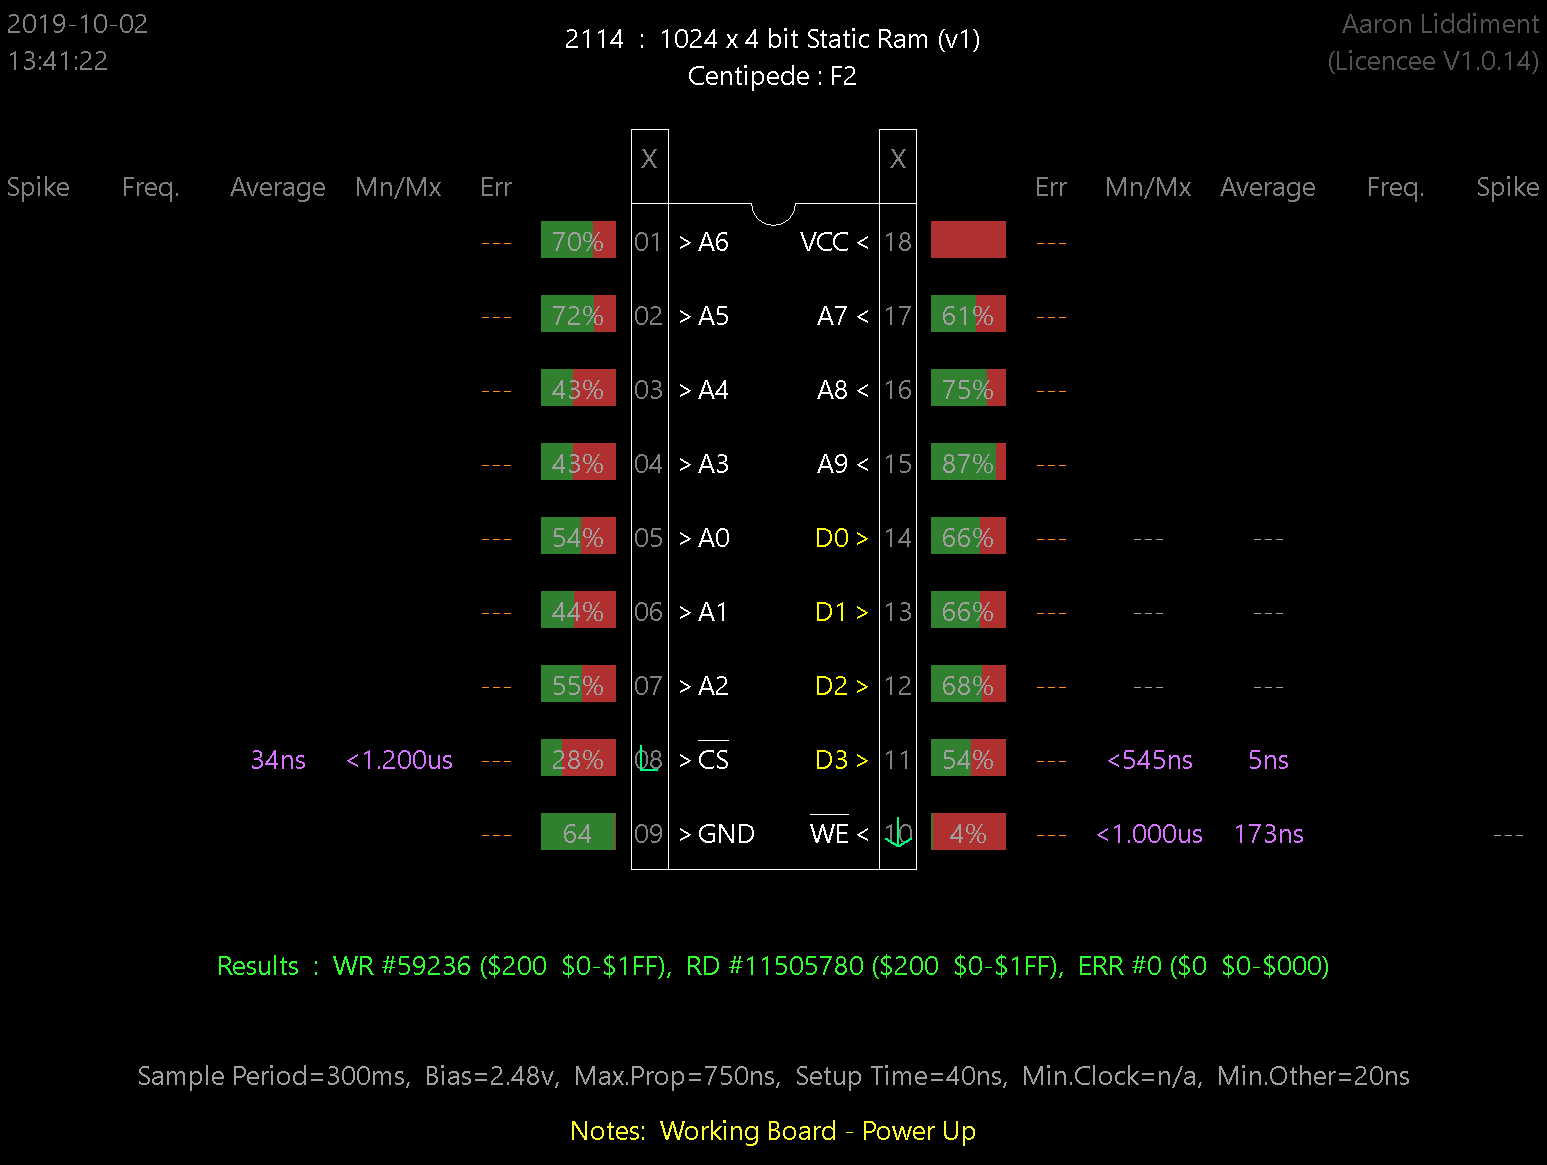 2019-10-02
13:41:22
2114 : 1024 x 4 bit Static Ram (v1)
Centipede : F2
Aaron Liddiment
(Licencee V1.0.14)
X X
Spike Freq. Average Mn/Mx Err Err Mn/Mx Average Freq. Spike
--- 70% 01 > A6 VCC < 18 ---
--- 72% 02 > A5 A7 < 17 61% ---
--- 43% 03 > A4 A8 < 16 75% ---
--- 43% 04 > A3 A9 < 15 87% ---
--- 54% 05 > A0 D0 > 14 66% --- --- ---
--- 44% 06 > A1 D1 > 13 66% --- --- ---
--- 55% 07 > A2 D2 > 12 68% --- --- ---
34ns <1.200us --- 28% 08 > CS D3 > 11 54% --- <545ns 5ns
--- 64 09 > GND WE < 10 4% --- <1.000us 173ns ---
Results : WR #59236 ($200 $0-$1FF), RD #11505780 ($200 $0-$1FF), ERR #0 ($0 $0-$000)
Sample Period=300ms, Bias=2.48v, Max.Prop=750ns, Setup Time=40ns, Min.Clock=n/a, Min.Other=20ns
Notes: Working Board - Power Up